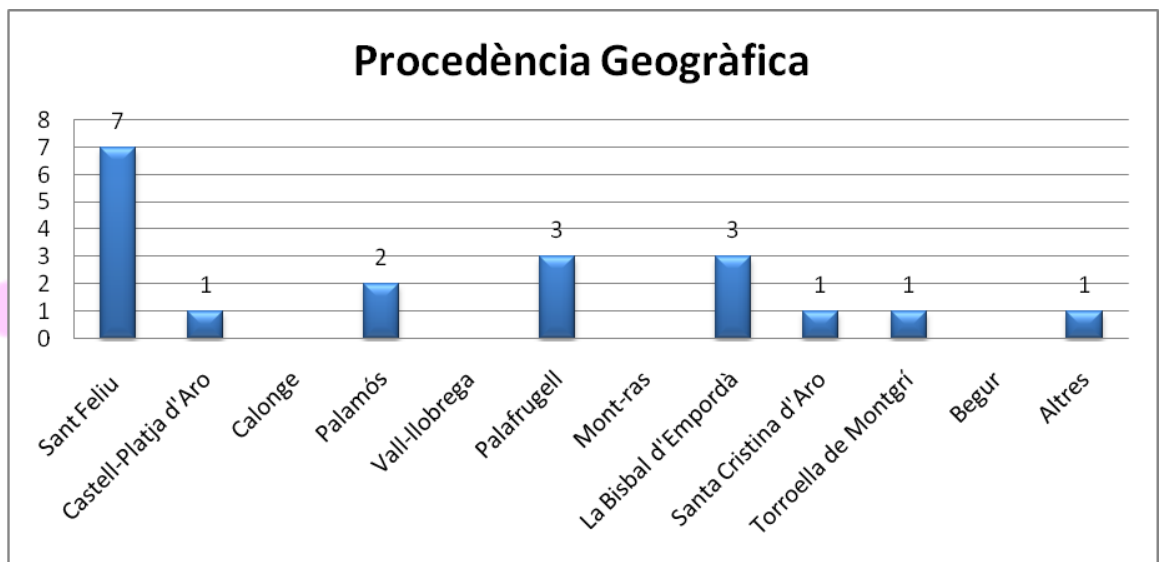 Procedència Geogràfica
8
7
6
5
4
3
2
1
0
7
1
2
3
3
1
1
1
Sant Feliu
Castell-Platja d'Aro
Calonge
Palamós
Vall-llobrega
Palafrugell
Mont-ras
La Bisbal d'Empordà
Santa Cristina d'Aro
Torroella de Montgrí
Begur
Altres